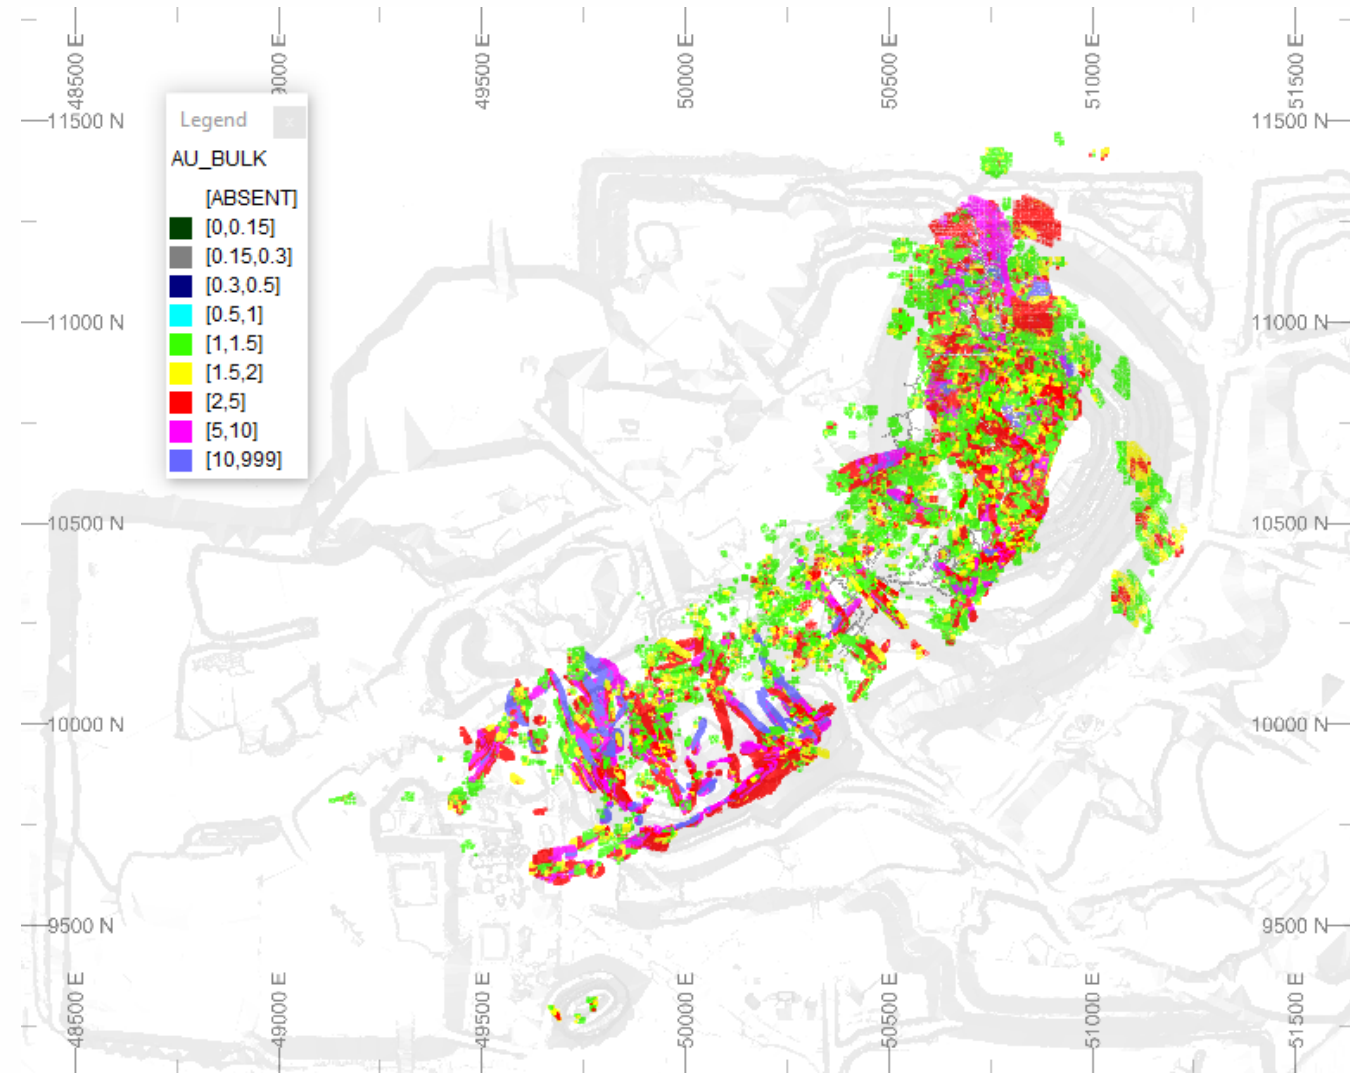 48500 E
9000 E
49500 E
50000 E
50500 E
51000 E
51500 E
Legend
x
AU_BULK
[ABSENT]
[0,0.15]
[0.15,0.3]
[0.3,0.5]
[0.5,1]
[1,1.5]
[1.5,2]
[2,5]
[5,10]
[10,999]
11500 N
11500 N
11000 N
11000 N
10500 N
10500 N
10000 N
10000 N
9500 N
9500 N
48500 E
49000 E
49500 E
50000 E
50500 E
51000 E
51500 E